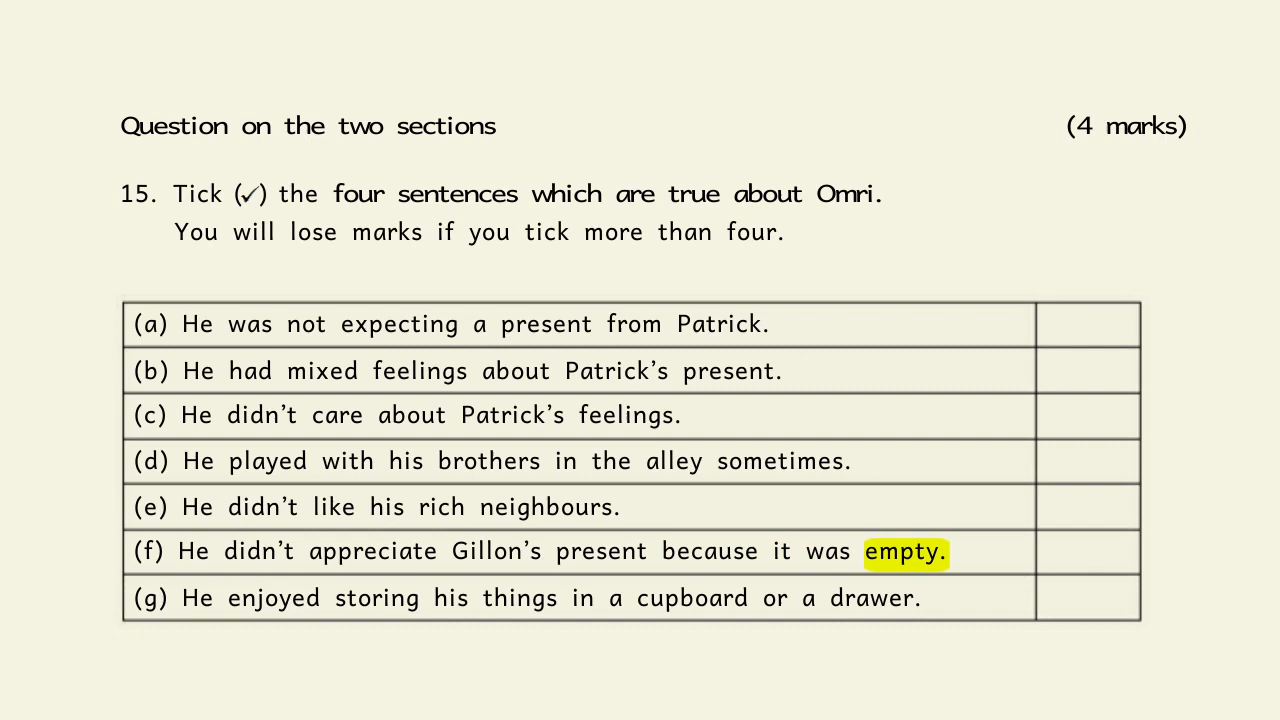 Question on the two sections (4 marks)
15. Tick (✓) the four sentences which are true about Omri.
You will lose marks if you tick more than four.
(a) He was not expecting a present from Patrick.
(b) He had mixed feelings about Patrick's present.
(c) He didn't care about Patrick's feelings.
(d) He played with his brothers in the alley sometimes.
(e) He didn't like his rich neighbours.
(f) He didn't appreciate Gillon's present because it was empty.
(g) He enjoyed storing his things in a cupboard or a drawer.